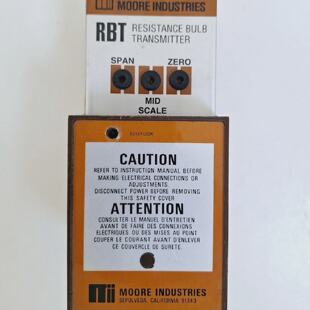 MOORE INDUSTRIES
RBT RESISTANCE BULB
TRANSMITTER
SPAN ZERO
MID
SCALE
CAUTION
REFER TO INSTRUCTION MANUAL BEFORE
MAKING ELECTRICAL CONNECTIONS OR
ADJUSTMENTS.
DISCONNECT POWER BEFORE REMOVING
THIS SAFETY COVER
ATTENTION
CONSULTER LE MANUEL D'ENTRETIEN
AVANT DE FAIRE DES CONNEXIONS
ELECTRIQUES OU DES MISES AU POINT
COUPER LE COURANT AVANT D'ENLEVER
CE COUVERCLE DE SURETE.
MOORE INDUSTRIES
SEPULVEDA, CALIFORNIA 91343